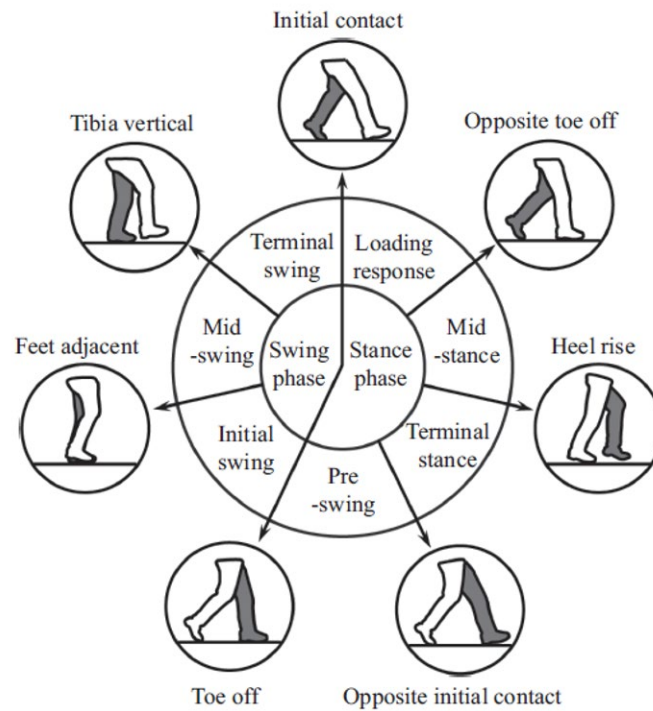 Initial contact
Tibia vertical
Opposite toe off
Terminal
swing
Loading
response
Mid
-swing
Mid
-stance
Feet adjacent
Swing
phase
Stance
phase
Heel rise
Initial
swing
Terminal
stance
Pre
-swing
Toe off
Opposite initial contact